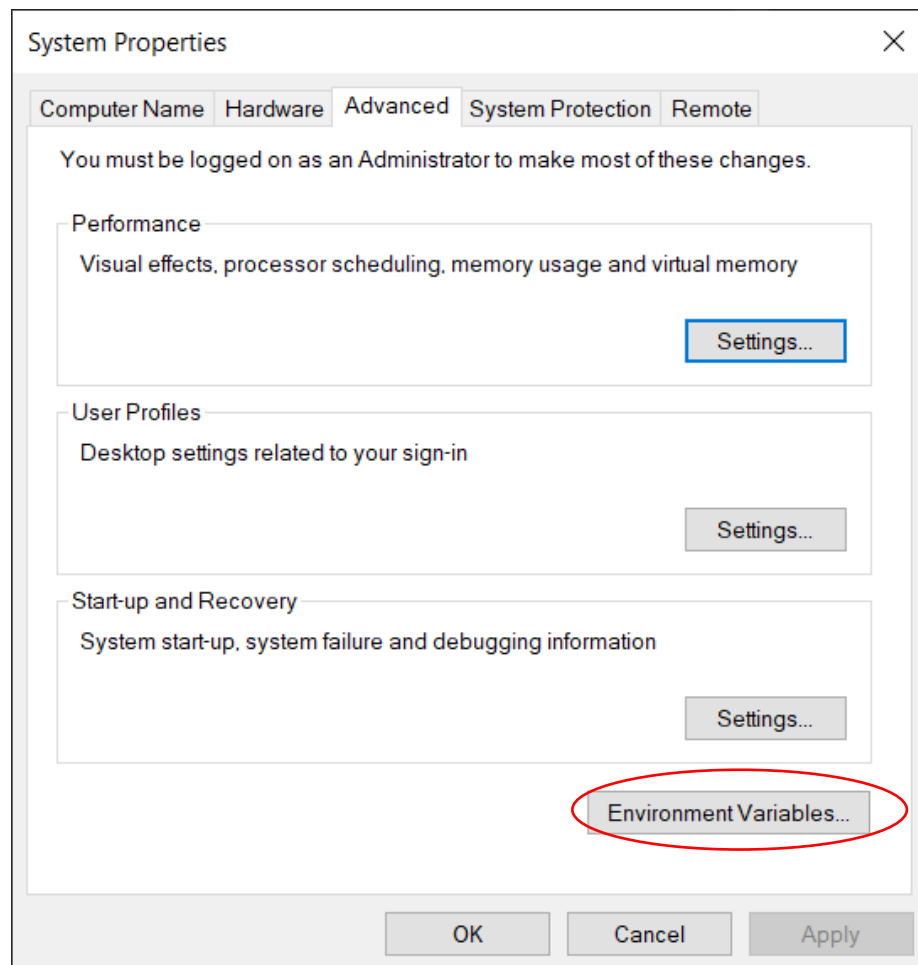 System Properties
Computer Name Hardware Advanced System Protection Remote
You must be logged on as an Administrator to make most of these changes.
Performance
Visual effects, processor scheduling, memory usage and virtual memory
Settings...
User Profiles
Desktop settings related to your sign-in
Settings...
Start-up and Recovery
System start-up, system failure and debugging information
Settings...
Environment Variables...
OK Cancel Apply